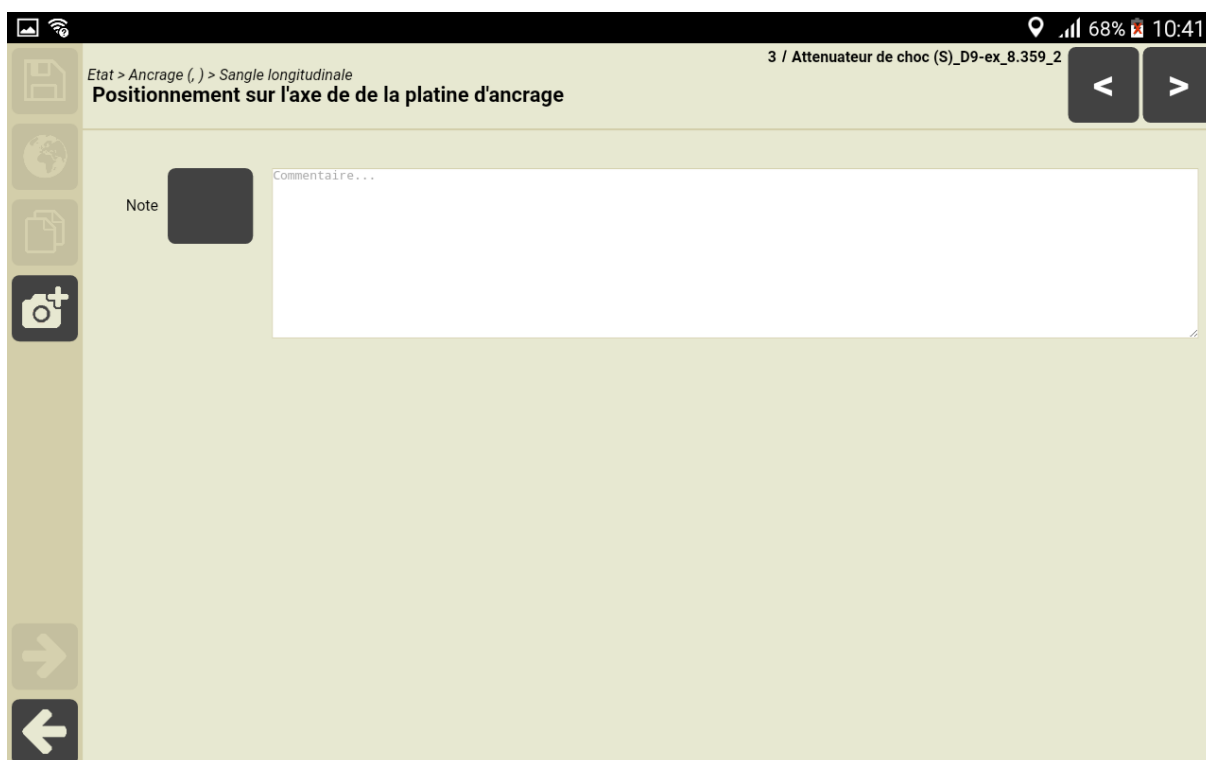 68% 10:41
3 / Attenuateur de choc (S)_D9-ex_8.359_2
Etat > Ancrage (, ) > Sangle longitudinale
Positionnement sur l'axe de de la platine d'ancrage
< >
Note
Commentaire...